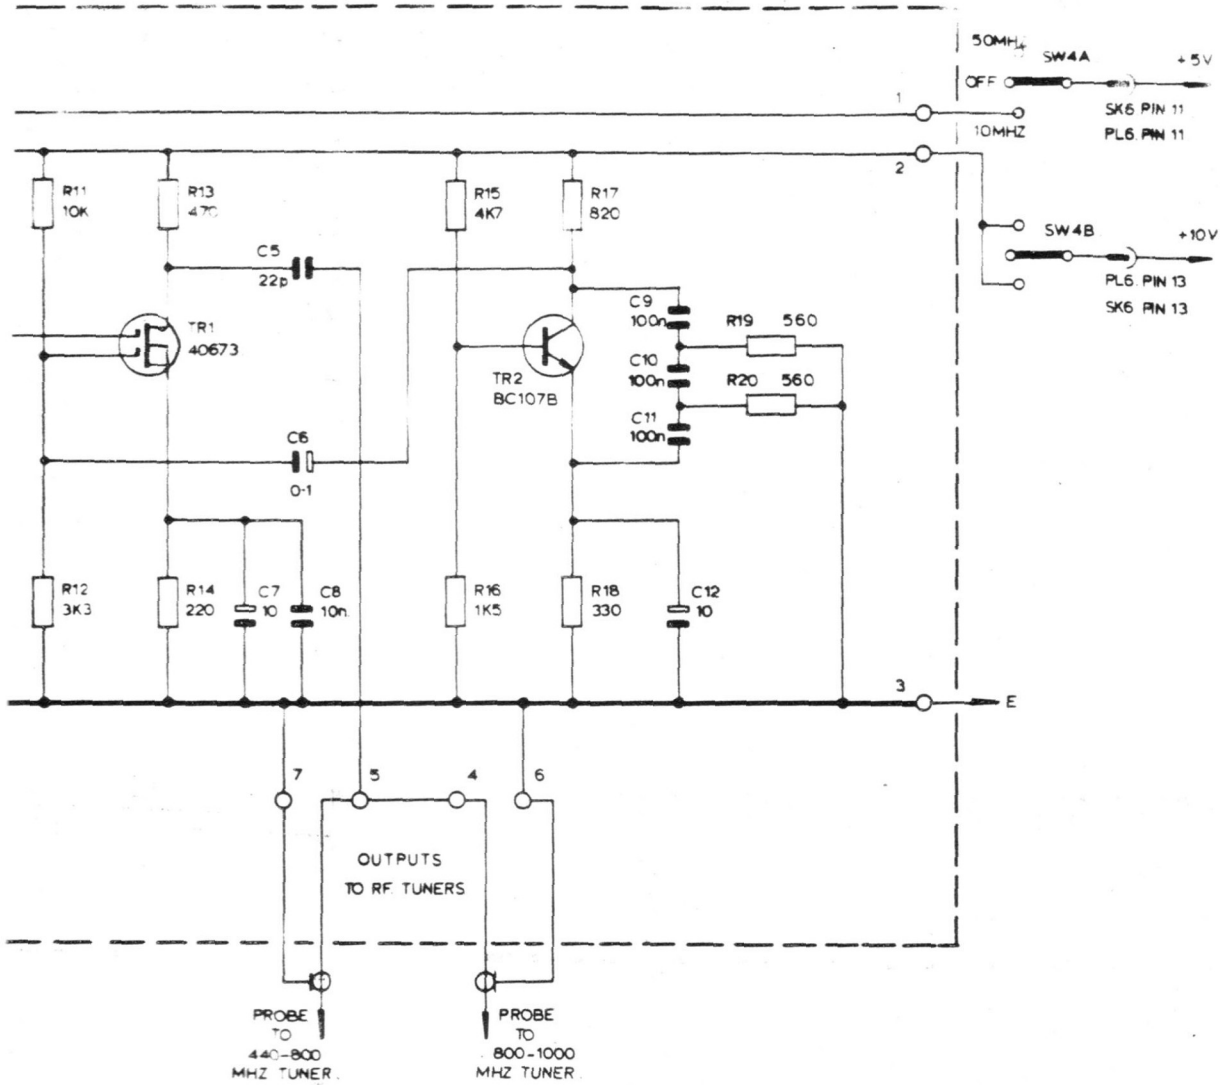 50MHz
SW4A
+5V
OFF
1
SK6 PIN 11
10MHZ
PL6 PIN 11
2
R11
10K
R13
470
R15
4K7
R17
820
SW4B
+10V
C5
22p
PL6 PIN 13
SK6 PIN 13
C9
100n
R19 560
TR1
40673
C10
100n
R20 560
TR2
BC107B
C11
100n
C6
0-1
R12
3K3
R14
220
C7
10
C8
10n
R16
1K5
R18
330
C12
10
3
E
7
5
4
6
OUTPUTS
TO RF TUNERS
PROBE
TO
440-800
MHZ TUNER.
PROBE
TO
800-1000
MHZ TUNER.